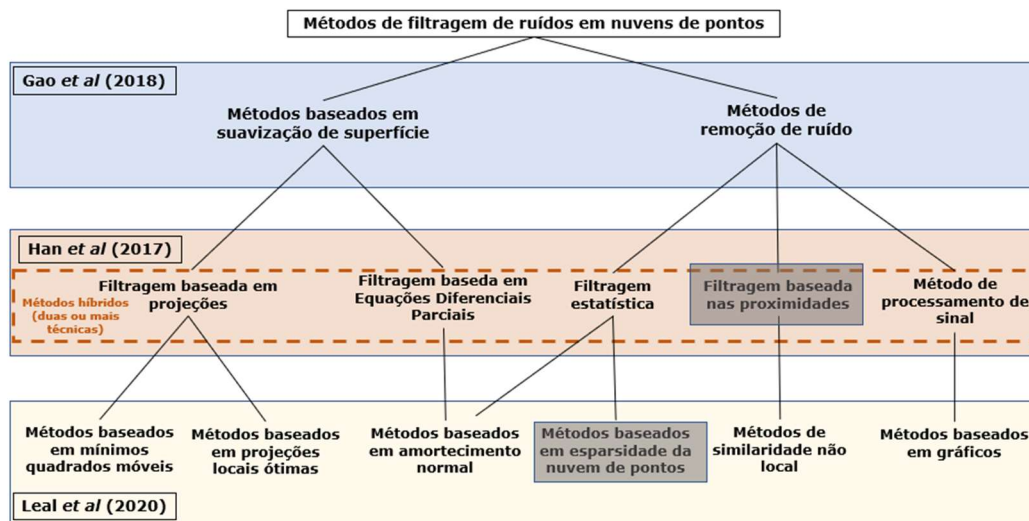 Métodos de filtragem de ruídos em nuvens de pontos
Gao et al (2018)
Métodos baseados em
suavização de superfície
Métodos de
remoção de ruído
Han et al (2017)
Métodos híbridos
(duas ou mais
técnicas)
Filtragem baseada em
projeções
Filtragem baseda em
Equações Diferenciais
Parciais
Filtragem
estatística
Filtragem baseada
nas proximidades
Método de
processamento de
sinal
Métodos baseados
em mínimos
quadrados móveis
Métodos baseados
em projeções
locais ótimas
Métodos baseados
em amortecimento
normal
Métodos baseados
em esparsidade da
nuvem de pontos
Métodos de
similaridade não
local
Métodos baseados
em gráficos
Leal et al (2020)